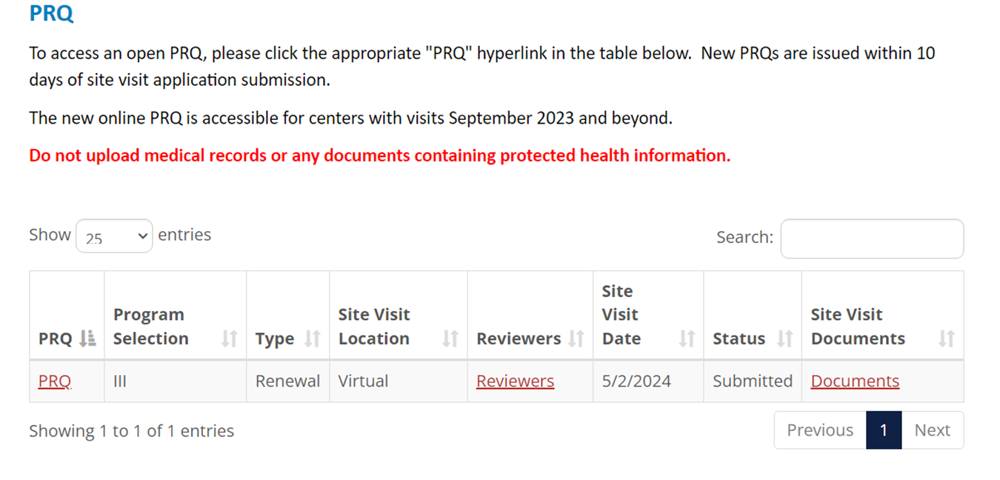 PRQ
To access an open PRQ, please click the appropriate "PRQ" hyperlink in the table below.  New PRQs are issued within 10
days of site visit application submission.
The new online PRQ is accessible for centers with visits September 2023 and beyond.
Do not upload medical records or any documents containing protected health information.
Show 25 entries
Search:
PRQ
Program
Selection
Type
Site Visit
Location
Reviewers
Site
Visit
Date
Status
Site Visit
Documents
PRQ III Renewal Virtual Reviewers 5/2/2024 Submitted Documents
Showing 1 to 1 of 1 entries
Previous 1 Next